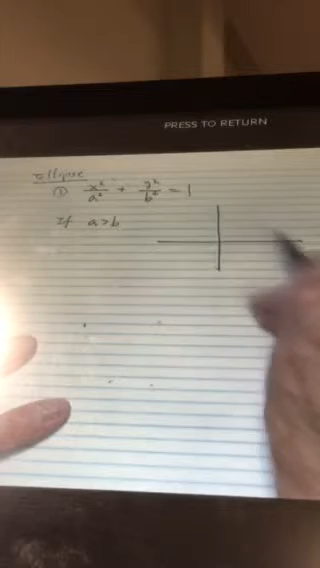 PRESS TO RETURN
Ellipse
① x²/a² + y²/b² = 1
If a>b